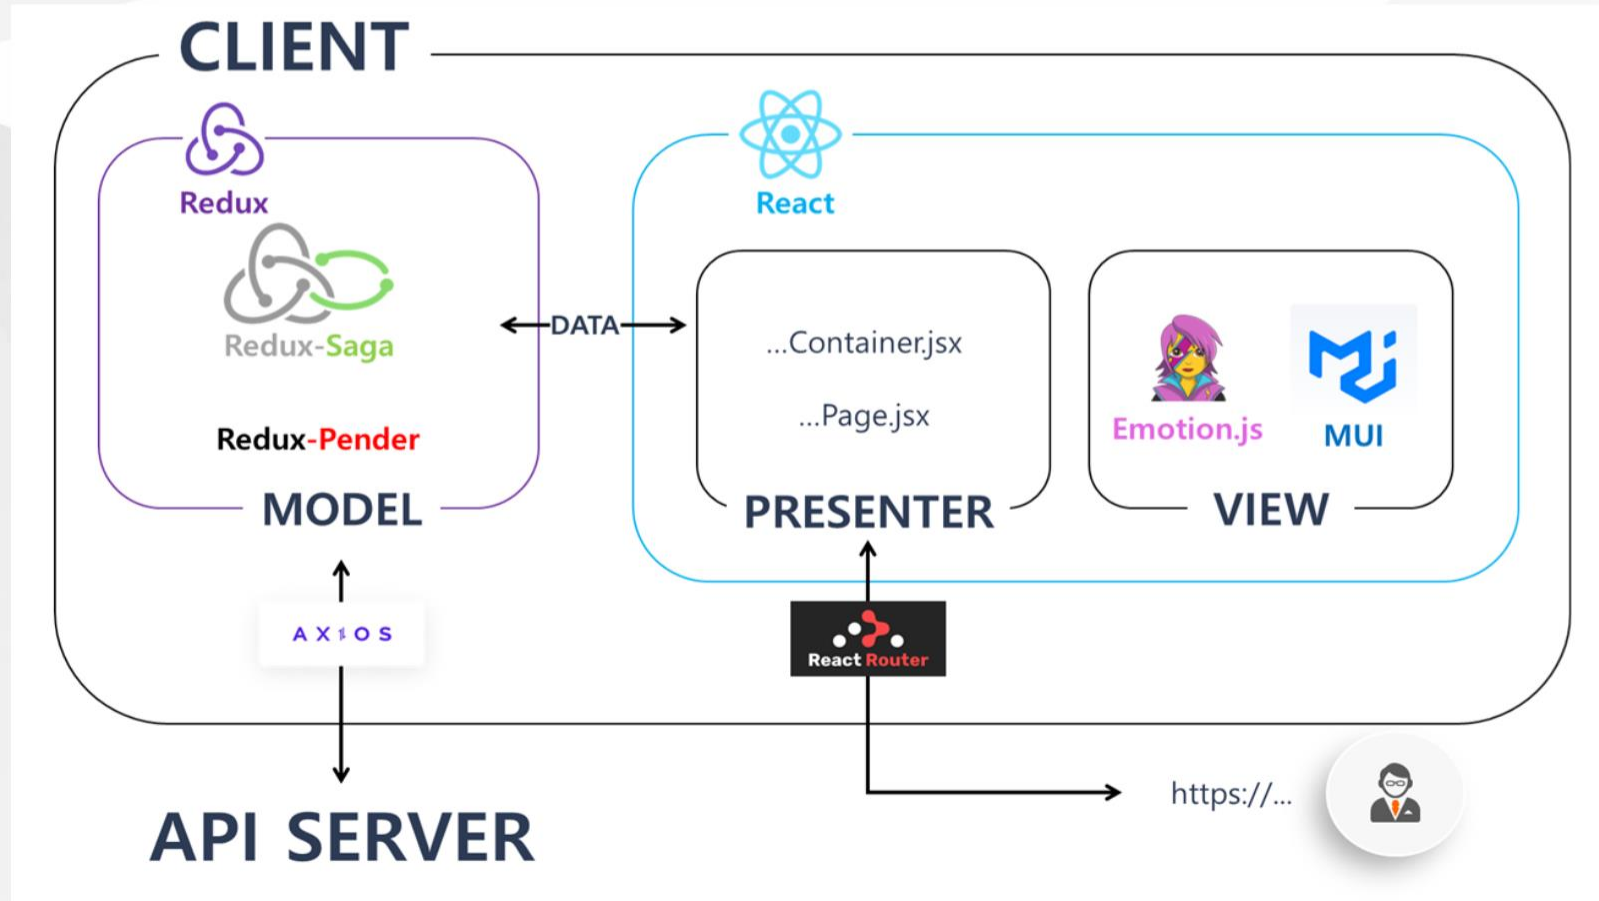 CLIENT
Redux
Redux-Saga
Redux-Pender
MODEL
DATA
React
...Container.jsx
...Page.jsx
PRESENTER
Emotion.js
MUI
VIEW
AXIOS
React Router
API SERVER
https://...